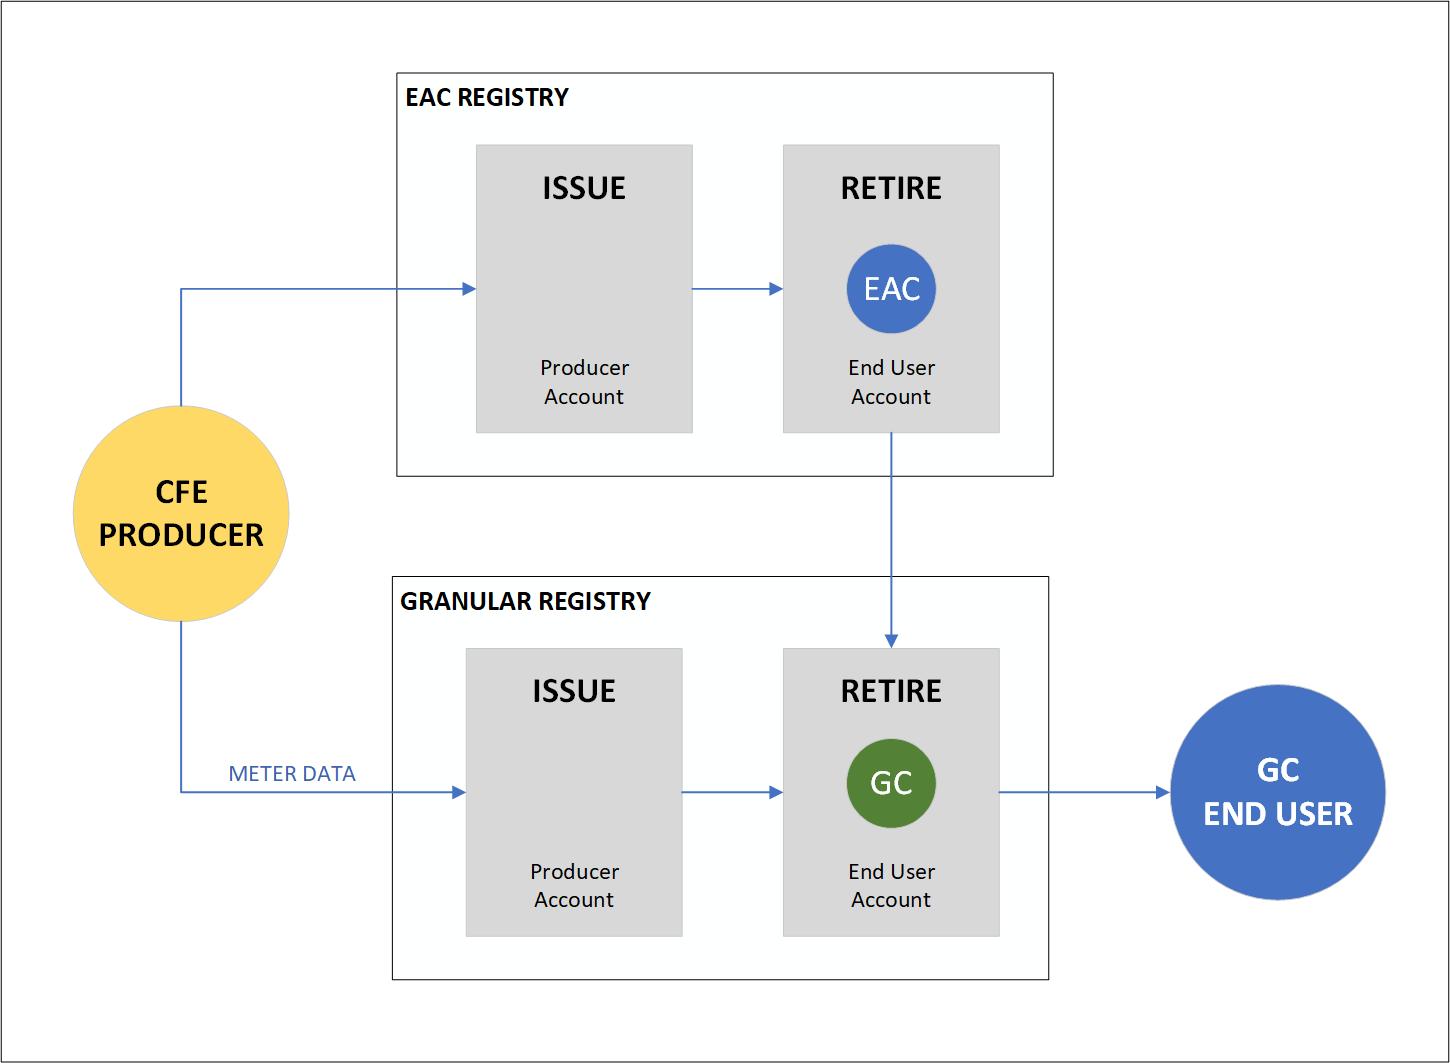 EAC REGISTRY
ISSUE
Producer
Account
RETIRE
EAC
End User
Account
CFE
PRODUCER
METER DATA
GRANULAR REGISTRY
ISSUE
Producer
Account
RETIRE
GC
End User
Account
GC
END USER